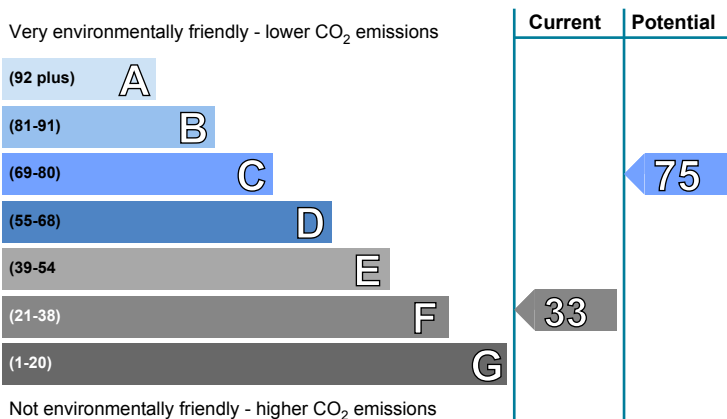 Current Potential
Very environmentally friendly - lower CO2 emissions
(92 plus) A
(81-91) B
(69-80) C 75
(55-68) D
(39-54 E
(21-38) F 33
(1-20) G
Not environmentally friendly - higher CO2 emissions